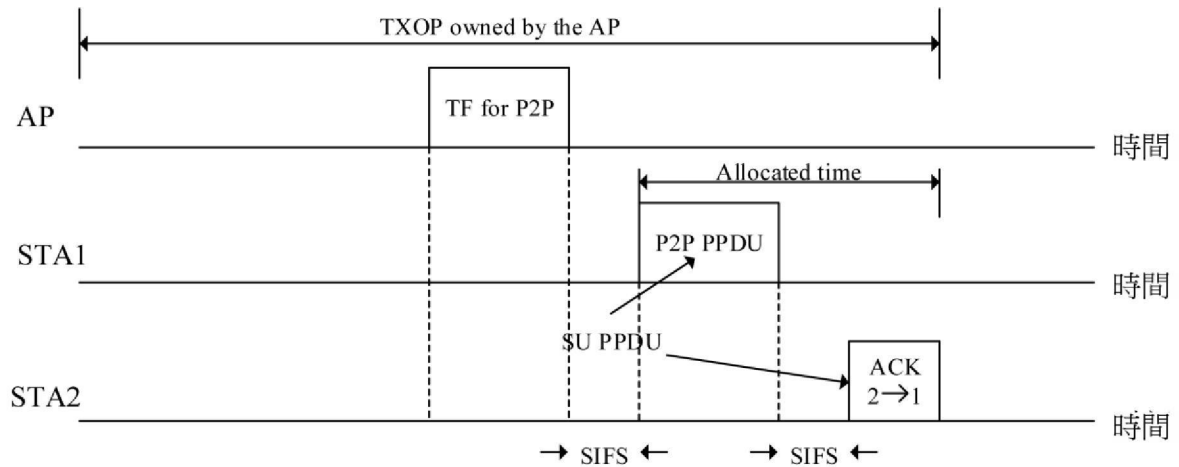 TXOP owned by the AP
AP
TF for P2P
時間
Allocated time
STA1
P2P PPDU
時間
SU PPDU
STA2
ACK
2→1
時間
SIFS
SIFS